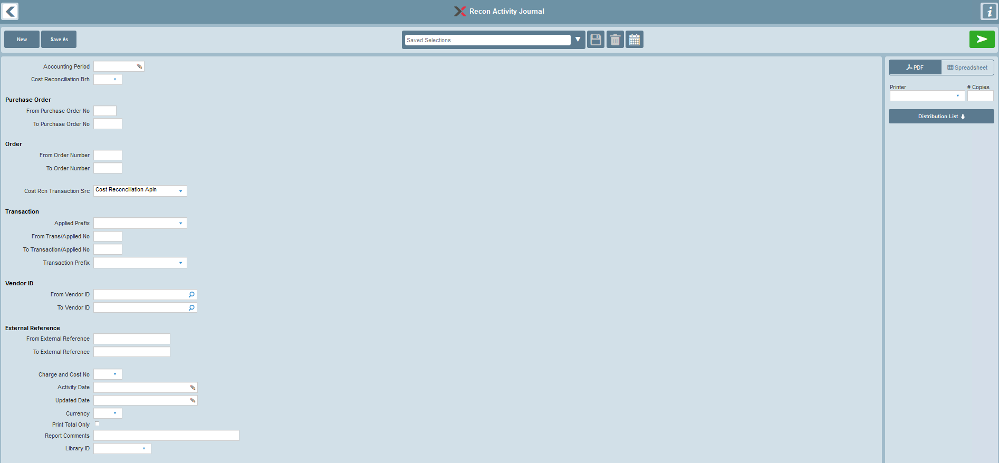 Recon Activity Journal
New
Save As
Saved Selections
PDF
Spreadsheet
Printer
# Copies
Distribution List
Accounting Period
Cost Reconciliation Brh
Purchase Order
From Purchase Order No
To Purchase Order No
Order
From Order Number
To Order Number
Cost Rcn Transaction Src
Cost Reconciliation Apln
Transaction
Applied Prefix
From Trans/Applied No
To Transaction/Applied No
Transaction Prefix
Vendor ID
From Vendor ID
To Vendor ID
External Reference
From External Reference
To External Reference
Charge and Cost No
Activity Date
Updated Date
Currency
Print Total Only
Report Comments
Library ID